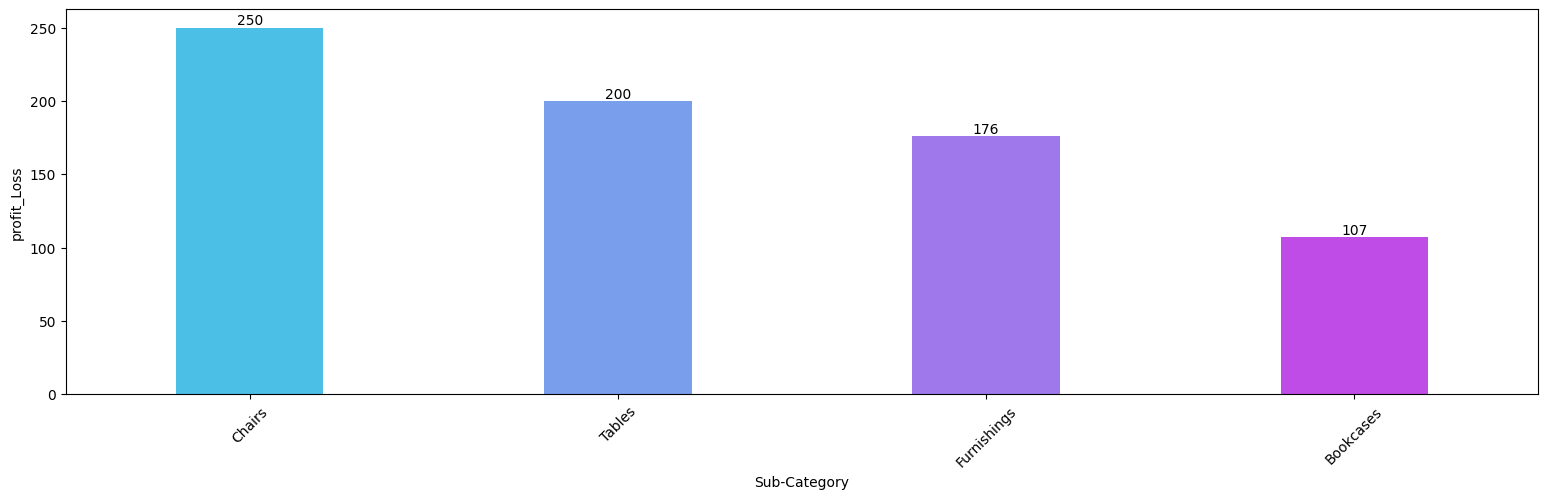 250
200
150
100
50
0
profit_Loss
250
200
176
107
Chairs
Tables
Furnishings
Bookcases
Sub-Category